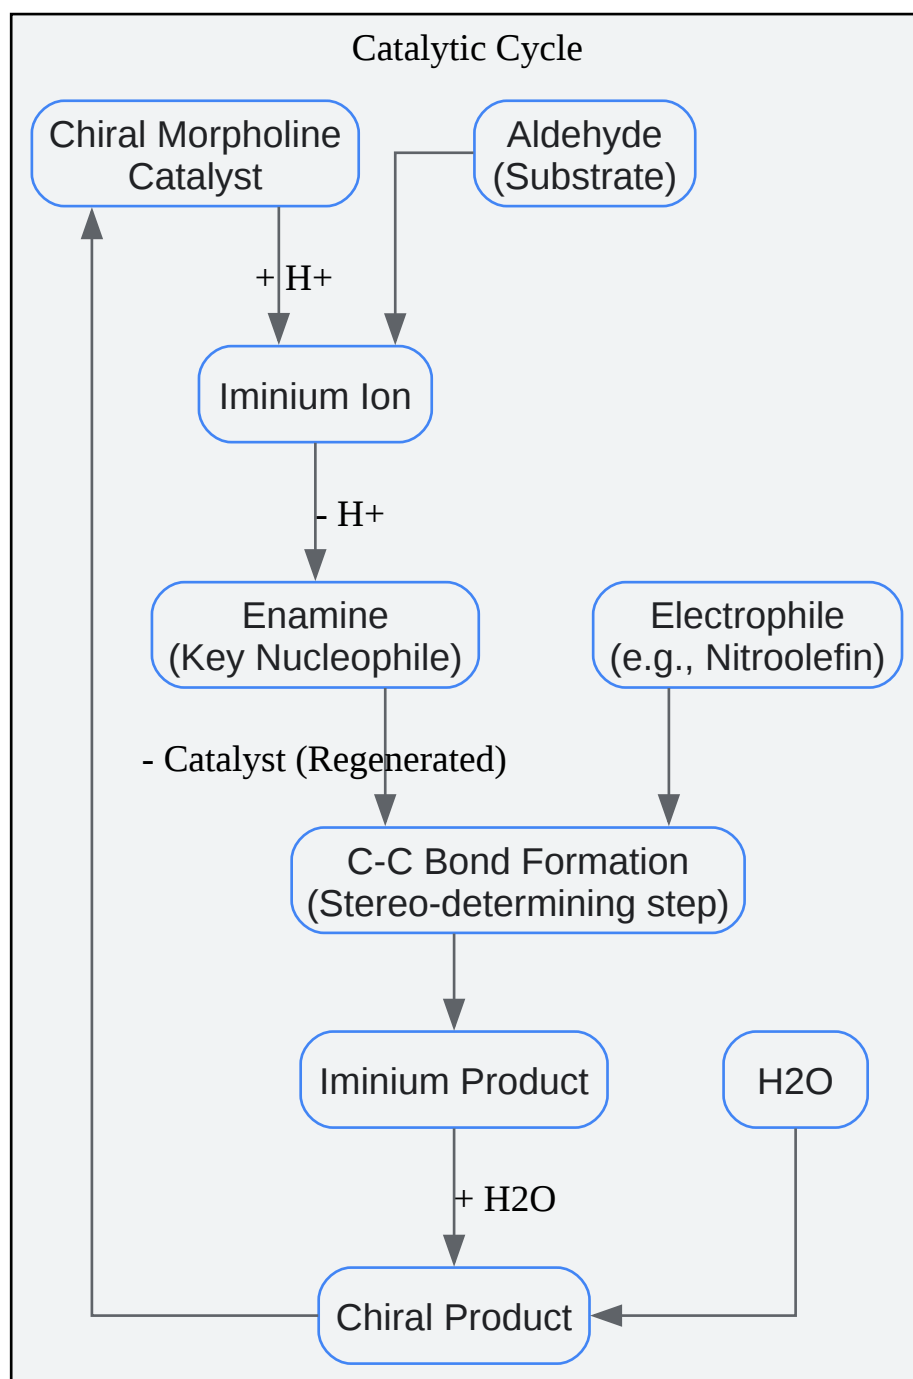 Catalytic Cycle
Chiral Morpholine
Catalyst
Aldehyde
(Substrate)
+ H+
Iminium Ion
- H+
Enamine
(Key Nucleophile)
Electrophile
(e.g., Nitroolefin)
- Catalyst (Regenerated)
C-C Bond Formation
(Stereo-determining step)
Iminium Product
H2O
+ H2O
Chiral Product